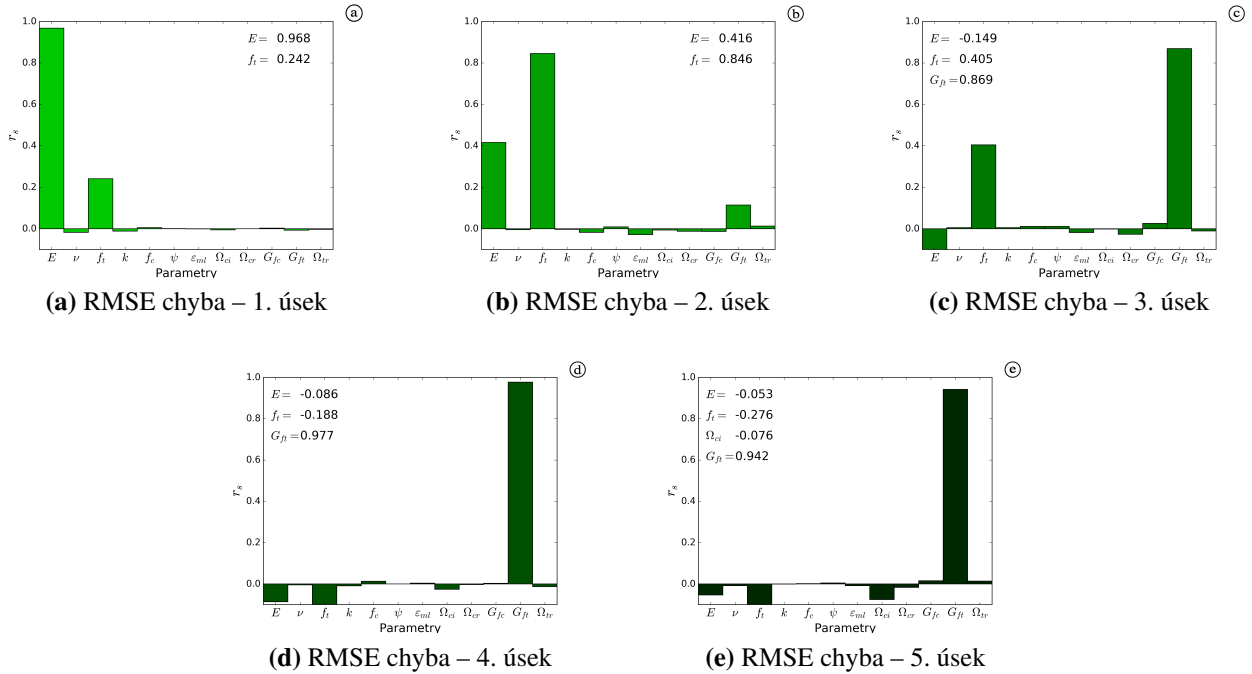 ⓐ
1.0
0.8
0.6
0.4
0.2
0.0
r_s
E = 0.968
f_t = 0.242
E ν f_t k f_c ψ ε_ml Ω_ci Ω_cr G_fc G_ft Ω_tr
Parametry
(a) RMSE chyba – 1. úsek
ⓑ
1.0
0.8
0.6
0.4
0.2
0.0
r_s
E = 0.416
f_t = 0.846
E ν f_t k f_c ψ ε_ml Ω_ci Ω_cr G_fc G_ft Ω_tr
Parametry
(b) RMSE chyba – 2. úsek
ⓒ
1.0
0.8
0.6
0.4
0.2
0.0
r_s
E = -0.149
f_t = 0.405
G_ft = 0.869
E ν f_t k f_c ψ ε_ml Ω_ci Ω_cr G_fc G_ft Ω_tr
Parametry
(c) RMSE chyba – 3. úsek
ⓓ
1.0
0.8
0.6
0.4
0.2
0.0
r_s
E = -0.086
f_t = -0.188
G_ft = 0.977
E ν f_t k f_c ψ ε_ml Ω_ci Ω_cr G_fc G_ft Ω_tr
Parametry
(d) RMSE chyba – 4. úsek
ⓔ
1.0
0.8
0.6
0.4
0.2
0.0
r_s
E = -0.053
f_t = -0.276
Ω_ci -0.076
G_ft = 0.942
E ν f_t k f_c ψ ε_ml Ω_ci Ω_cr G_fc G_ft Ω_tr
Parametry
(e) RMSE chyba – 5. úsek